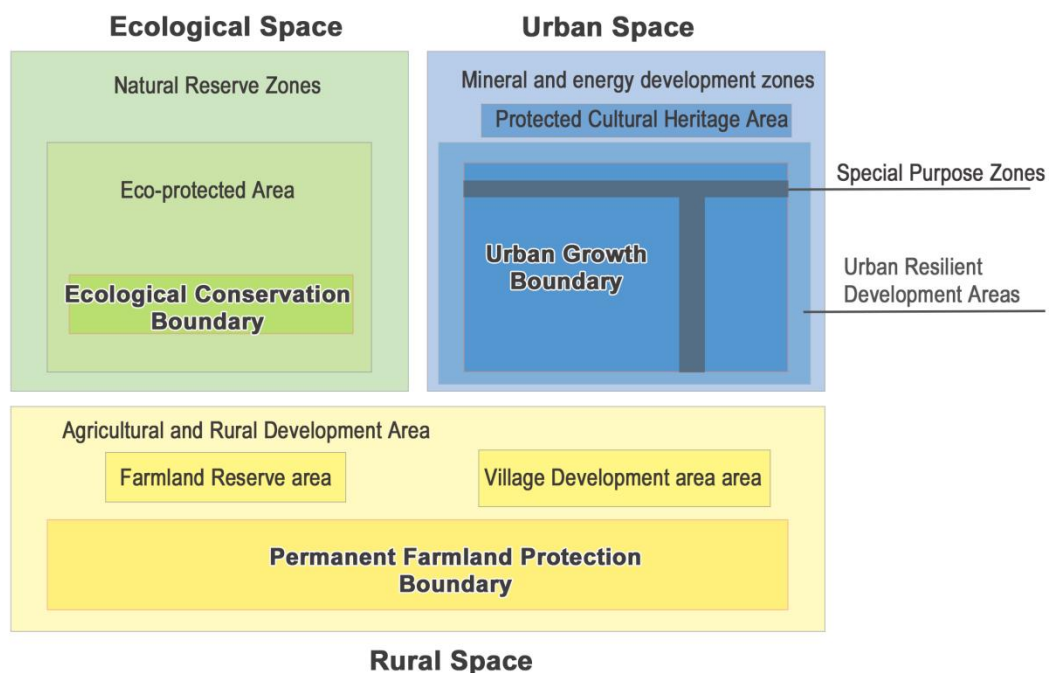 Ecological Space
Urban Space
Natural Reserve Zones
Mineral and energy development zones
Protected Cultural Heritage Area
Eco-protected Area
Special Purpose Zones
Urban Growth
Boundary
Urban Resilient
Development Areas
Ecological Conservation
Boundary
Agricultural and Rural Development Area
Farmland Reserve area
Village Development area area
Permanent Farmland Protection
Boundary
Rural Space